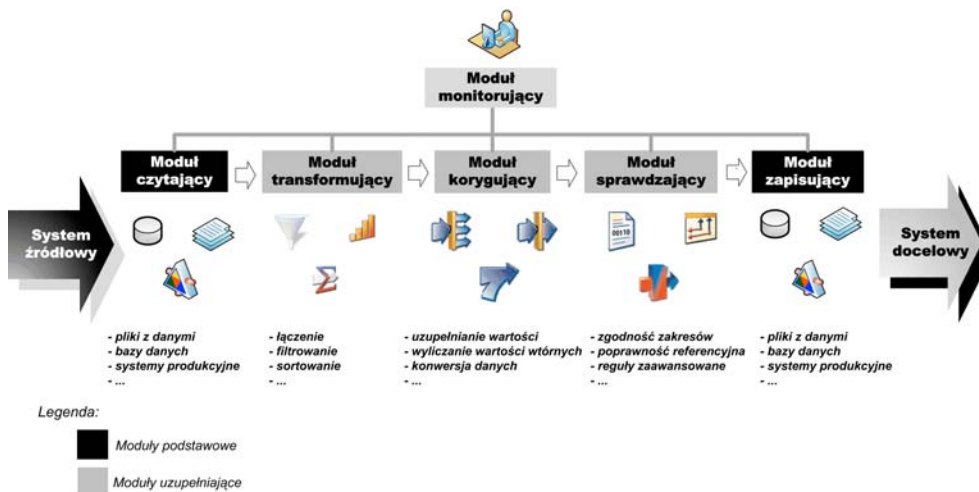 Moduł
monitorujący
Moduł
czytający
Moduł
transformujący
Moduł
korygujący
Moduł
sprawdzający
Moduł
zapisujący
System
źródłowy
System
docelowy
00110
- pliki z danymi
- bazy danych
- systemy produkcyjne
- ...
- łączenie
- filtrowanie
- sortowanie
- ...
- uzupełnianie wartości
- wyliczanie wartości wtórnych
- konwersja danych
- ...
- zgodność zakresów
- poprawność referencyjna
- reguły zaawansowane
- ...
- pliki z danymi
- bazy danych
- systemy produkcyjne
- ...
Legenda:
Moduły podstawowe
Moduły uzupełniające